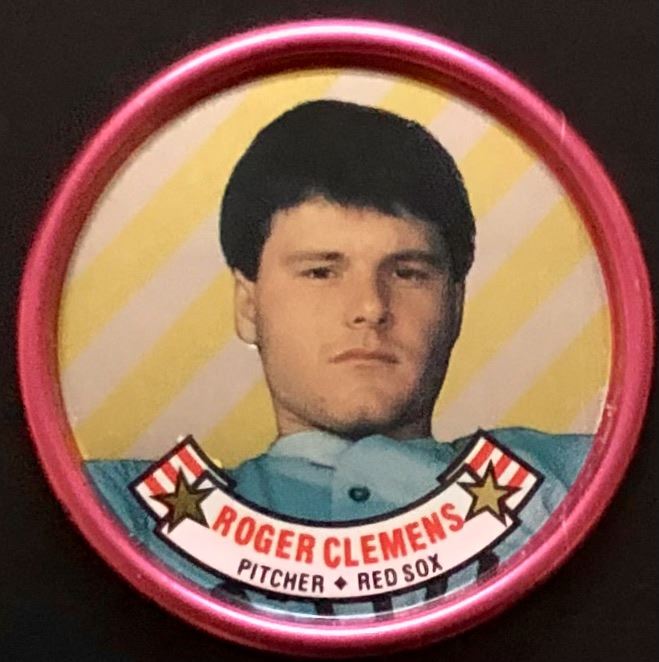 ROGER CLEMENS
PITCHER ♦ RED SOX